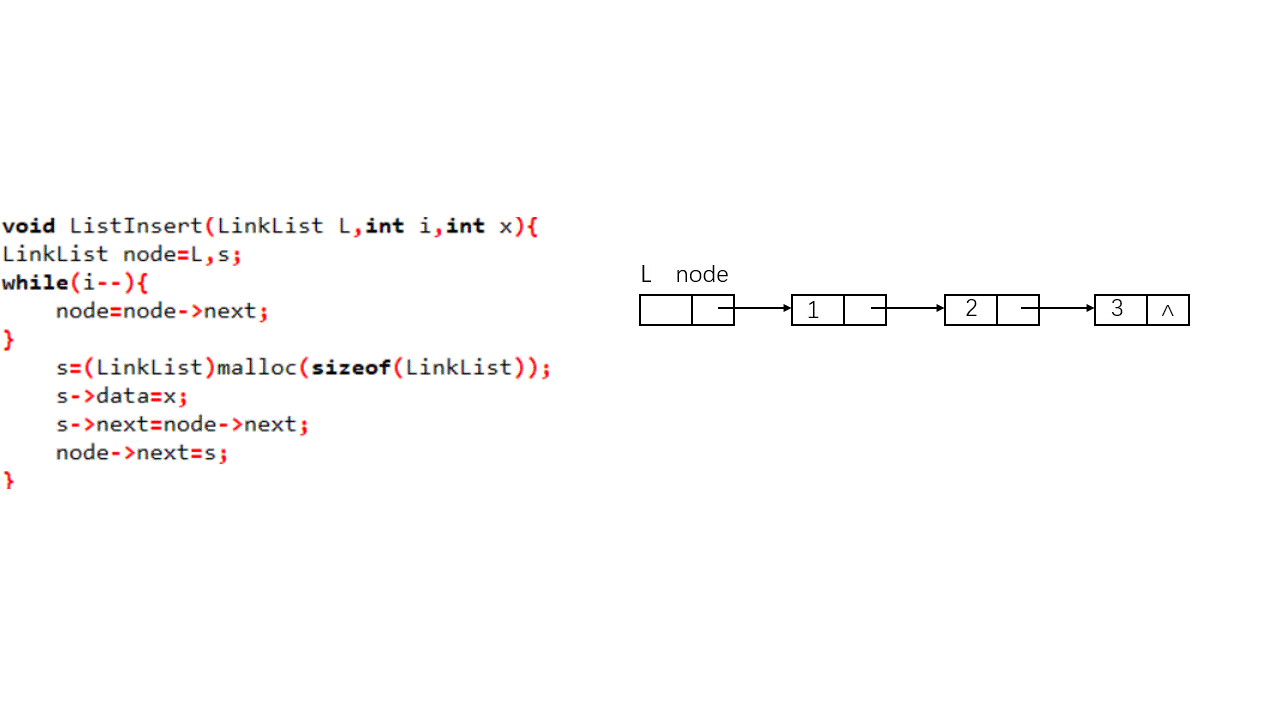 void ListInsert(LinkList L,int i,int x){
LinkList node=L,s;
while(i--){
node=node->next;
}
s=(LinkList)malloc(sizeof(LinkList));
s->data=x;
s->next=node->next;
node->next=s;
}
L node
1 2 3 ^